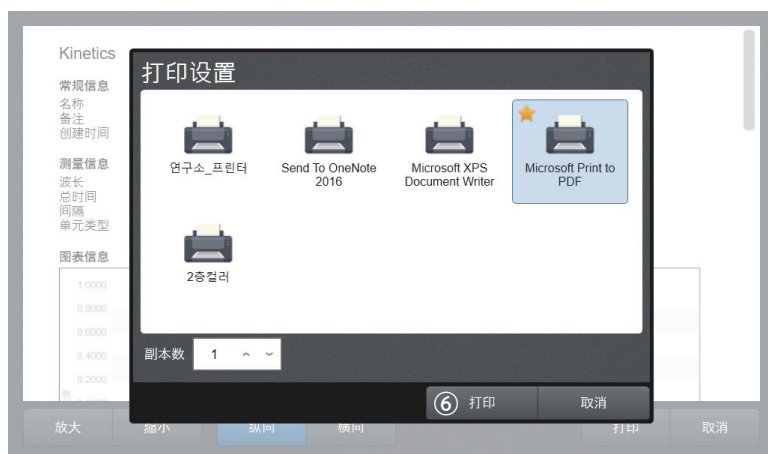 Kinetics
常规信息
名称
备注
创建时间
测量信息
波长
总时间
间隔
单元类型
图表信息
1.0000
0.8000
0.6000
0.4000
0.2000
打印设置
연구소_프린터
Send To OneNote
2016
Microsoft XPS
Document Writer
Microsoft Print to
PDF
2층컬러
副本数 1
⑥ 打印 取消
放大 缩小 纵向 横向 打印 取消